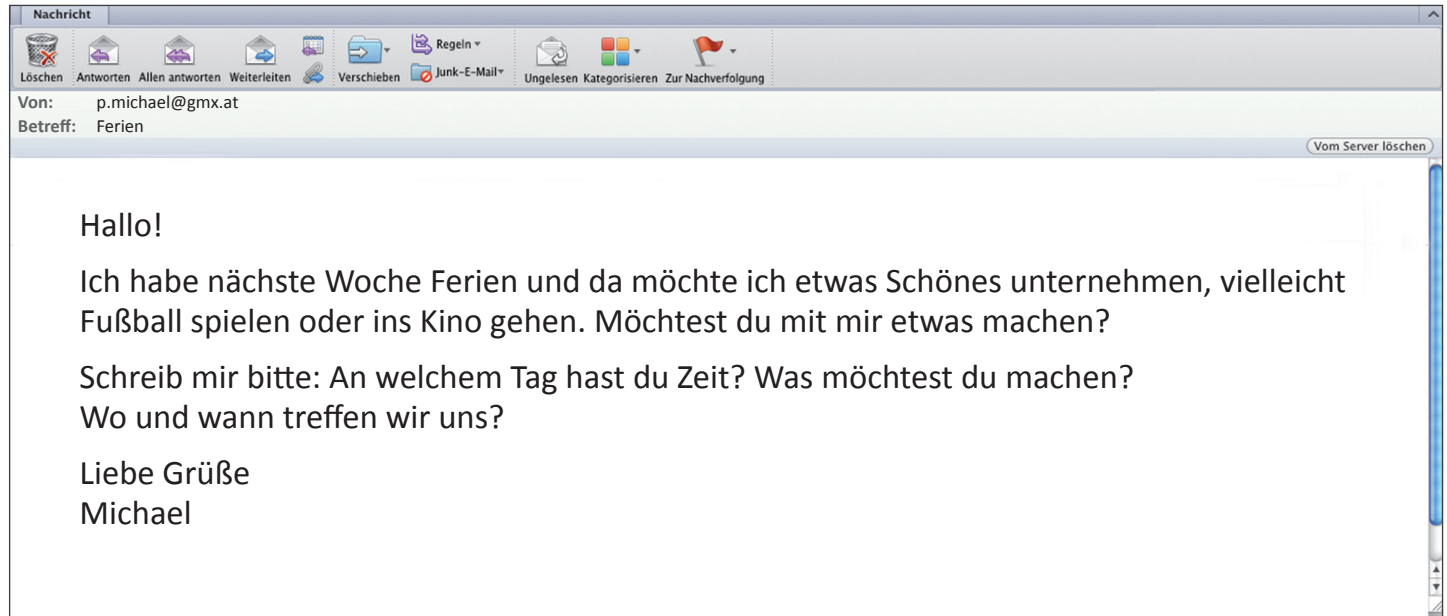 Nachricht
Regeln
Löschen Antworten Allen antworten Weiterleiten Verschieben Junk-E-Mail Ungelesen Kategorisieren Zur Nachverfolgung
Von: p.michael@gmx.at
Betreff: Ferien
Vom Server löschen
Hallo!
Ich habe nächste Woche Ferien und da möchte ich etwas Schönes unternehmen, vielleicht
Fußball spielen oder ins Kino gehen. Möchtest du mit mir etwas machen?
Schreib mir bitte: An welchem Tag hast du Zeit? Was möchtest du machen?
Wo und wann treffen wir uns?
Liebe Grüße
Michael